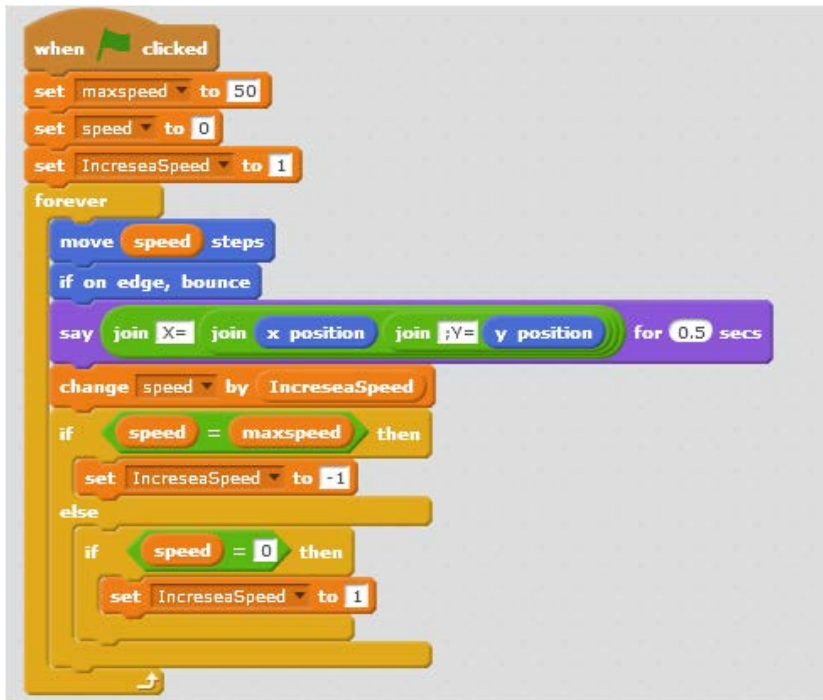 when clicked
set maxspeed to 50
set speed to 0
set IncreseaSpeed to 1
forever
move speed steps
if on edge, bounce
say join X= join x position join ;Y= y position for 0.5 secs
change speed by IncreseaSpeed
if speed = maxspeed then
set IncreseaSpeed to -1
else
if speed = 0 then
set IncreseaSpeed to 1